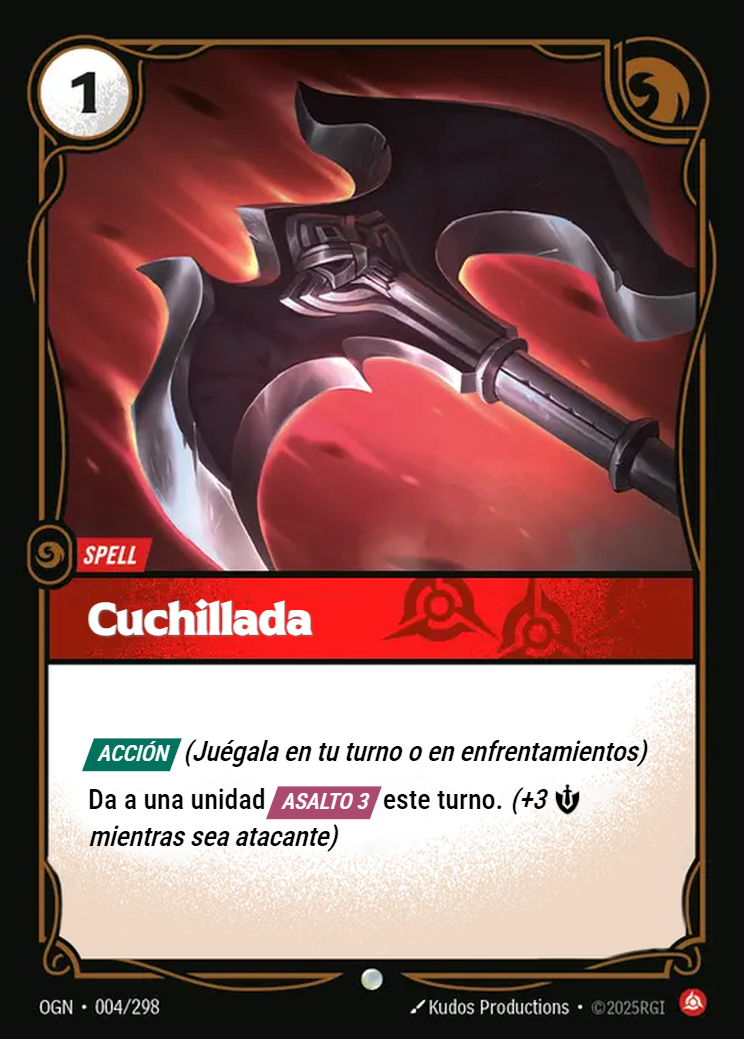 1
SPELL
Cuchillada
ACCIÓN (Juégala en tu turno o en enfrentamientos)
Da a una unidad ASALTO 3 este turno. (+3
mientras sea atacante)
OGN • 004/298
Kudos Productions • ©2025RGI